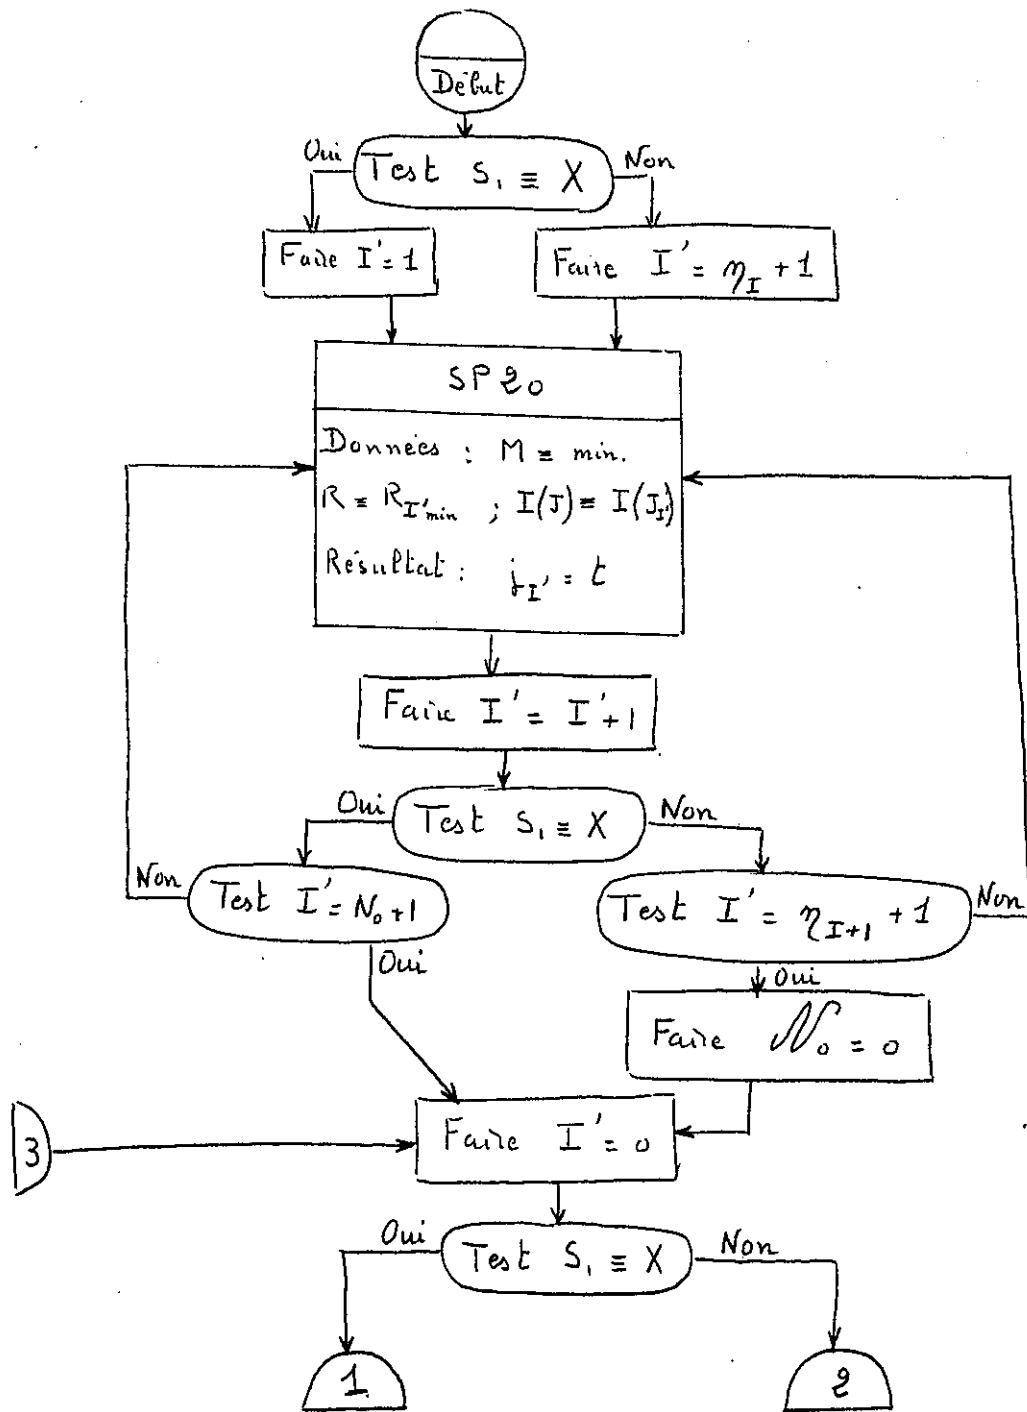 Début
Oui
Test S₁ ≡ X
Non
Faire I' = 1
Faire I' = η_I + 1
SP20
Données : M ≡ min.
R ≡ R_{I'min} ; I(J) ≡ I(J_{I'})
Résultat : j_{I'} = t
Faire I' = I' + 1
Oui
Test S₁ ≡ X
Non
Non
Test I' = N₀ + 1
Test I' = η_{I+1} + 1
Non
Oui
Oui
Faire 𝒩₀ = 0
3
Faire I' = 0
Oui
Test S₁ ≡ X
Non
1
2